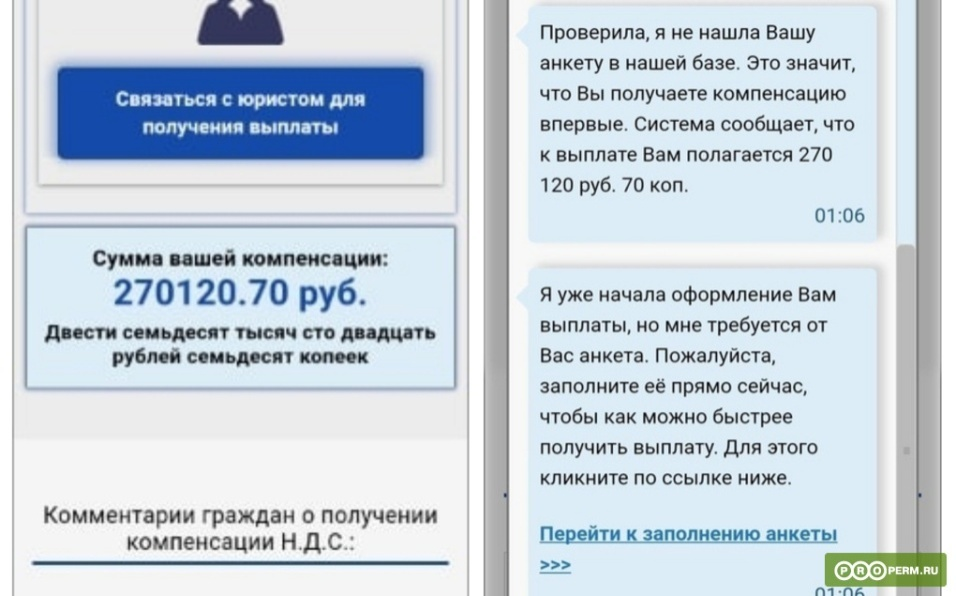 Связаться с юристом для
получения выплаты
Сумма вашей компенсации:
270120.70 руб.
Двести семьдесят тысяч сто двадцать
рублей семьдесят копеек
Комментарии граждан о получении
компенсации Н.Д.С.:
Проверила, я не нашла Вашу
анкету в нашей базе. Это значит,
что Вы получаете компенсацию
впервые. Система сообщает, что
к выплате Вам полагается 270
120 руб. 70 коп.
01:06
Я уже начала оформление Вам
выплаты, но мне требуется от
Вас анкета. Пожалуйста,
заполните её прямо сейчас,
чтобы как можно быстрее
получить выплату. Для этого
кликните по ссылке ниже.
Перейти к заполнению анкеты
>>>
01:06
PROPERM.RU